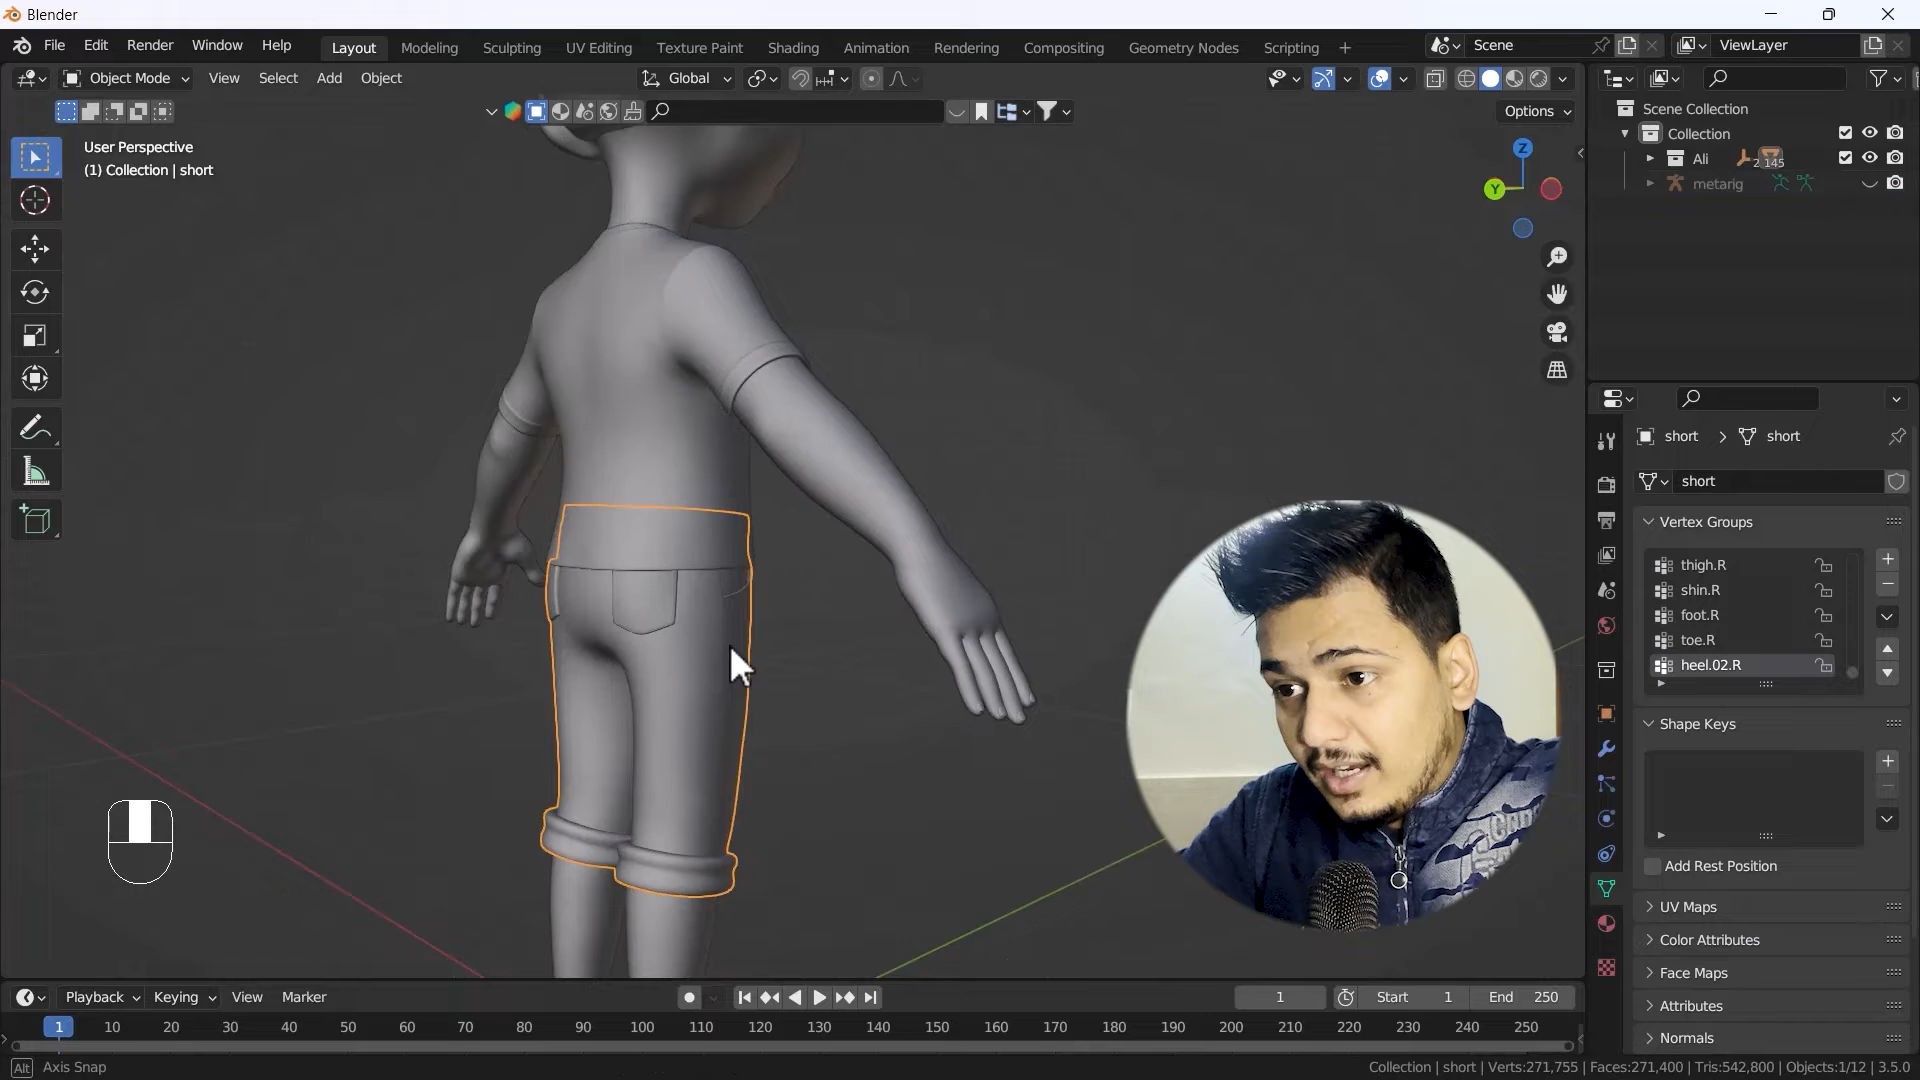 Blender
File Edit Render Window Help Layout Modeling Sculpting UV Editing Texture Paint Shading Animation Rendering Compositing Geometry Nodes Scripting + Scene ViewLayer
Object Mode View Select Add Object Global
Options
User Perspective
(1) Collection | short
Z
Y
Scene Collection
Collection
Ali 2 145
metarig
short > short
short
Vertex Groups
thigh.R
shin.R
foot.R
toe.R
heel.02.R
Shape Keys
Add Rest Position
UV Maps
Color Attributes
Face Maps
Attributes
Normals
Playback Keying View Marker 1 Start 1 End 250
1 10 20 30 40 50 60 70 80 90 100 110 120 130 140 150 160 170 180 190 200 210 220 230 240 250
Alt Axis Snap
Collection | short | Verts:271,755 | Faces:271,400 | Tris:542,800 | Objects:1/12 | 3.5.0